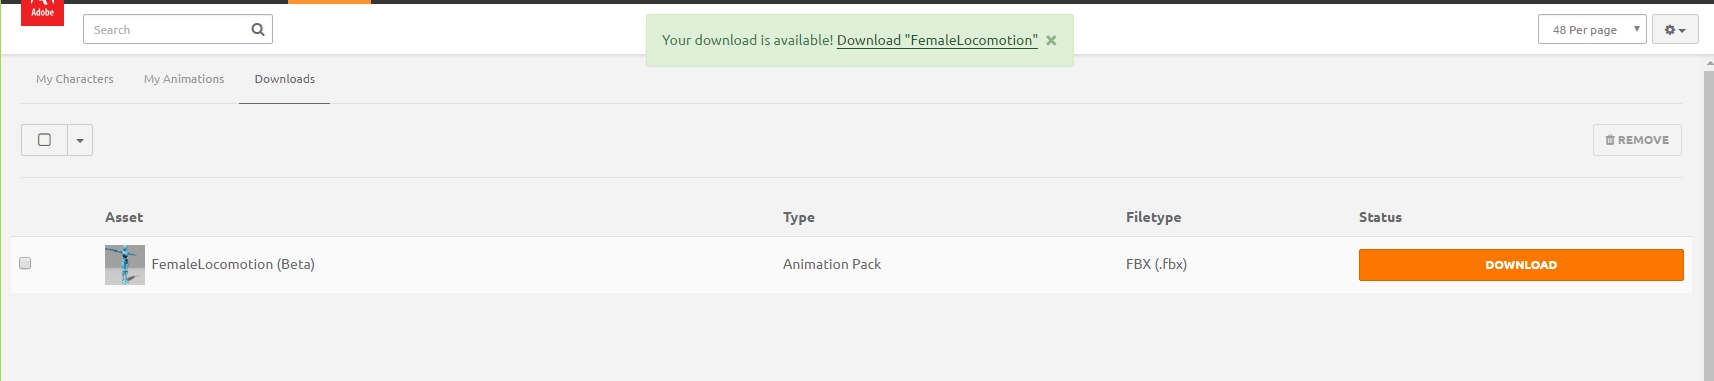 Adobe
Search
Your download is available! Download "FemaleLocomotion" ×
48 Per page
My Characters
My Animations
Downloads
REMOVE
Asset
Type
Filetype
Status
FemaleLocomotion (Beta)
Animation Pack
FBX (.fbx)
DOWNLOAD